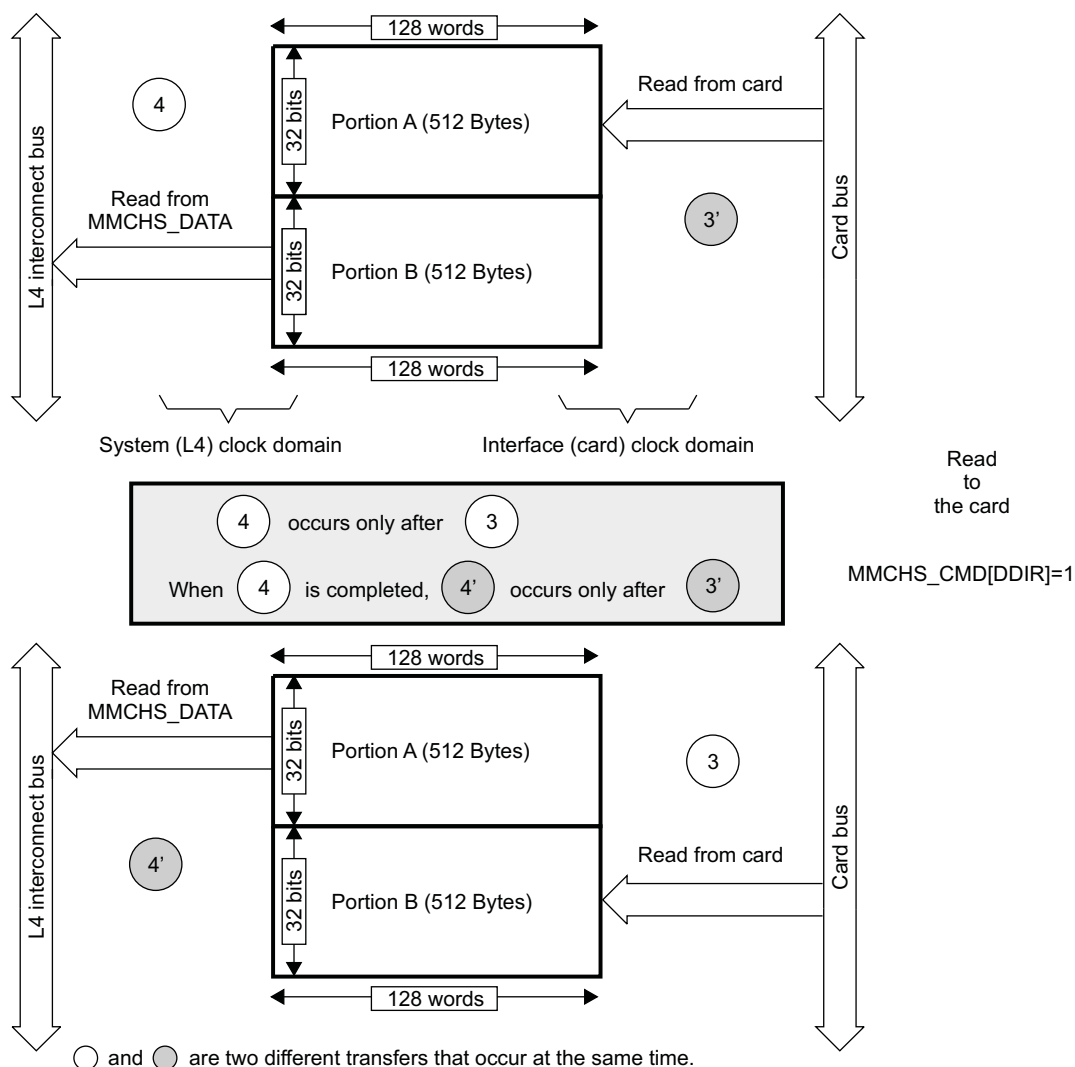 128 words
4
Read from card
32 bits
Portion A (512 Bytes)
L4 interconnect bus
Read from
MMCHS_DATA
3’
Card bus
32 bits
Portion B (512 Bytes)
128 words
System (L4) clock domain
Interface (card) clock domain
Read
to
the card
4 occurs only after 3
When 4 is completed, 4’ occurs only after 3’
MMCHS_CMD[DDIR]=1
128 words
Read from
MMCHS_DATA
32 bits
Portion A (512 Bytes)
3
L4 interconnect bus
4’
Read from card
Card bus
32 bits
Portion B (512 Bytes)
128 words
and are two different transfers that occur at the same time.